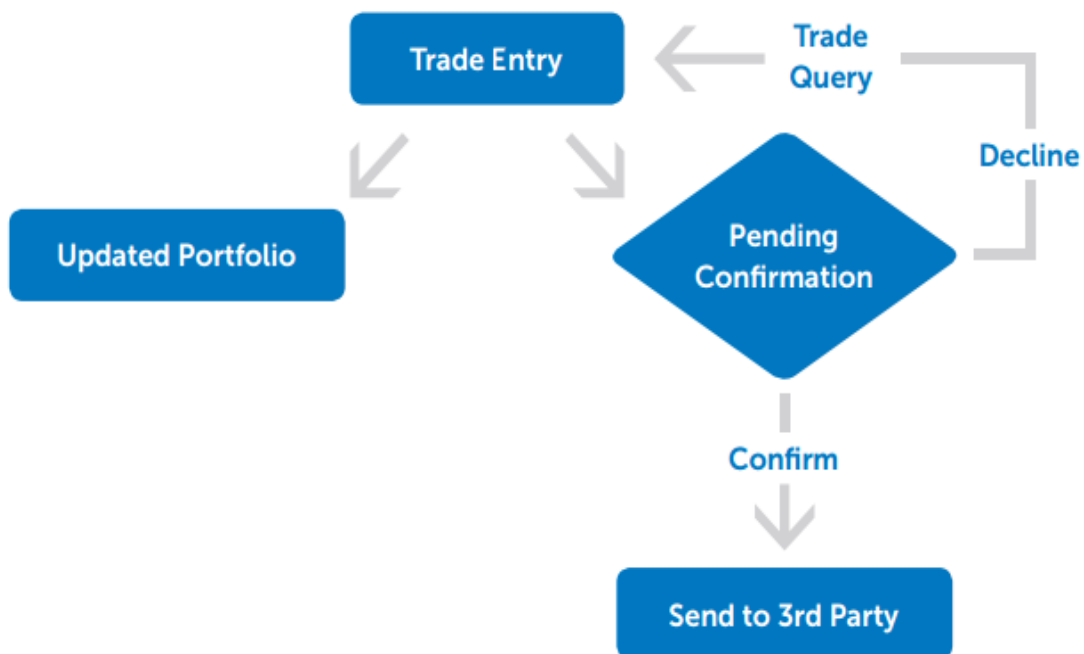 Trade Entry
Trade
Query
Decline
Updated Portfolio
Pending
Confirmation
Confirm
Send to 3rd Party